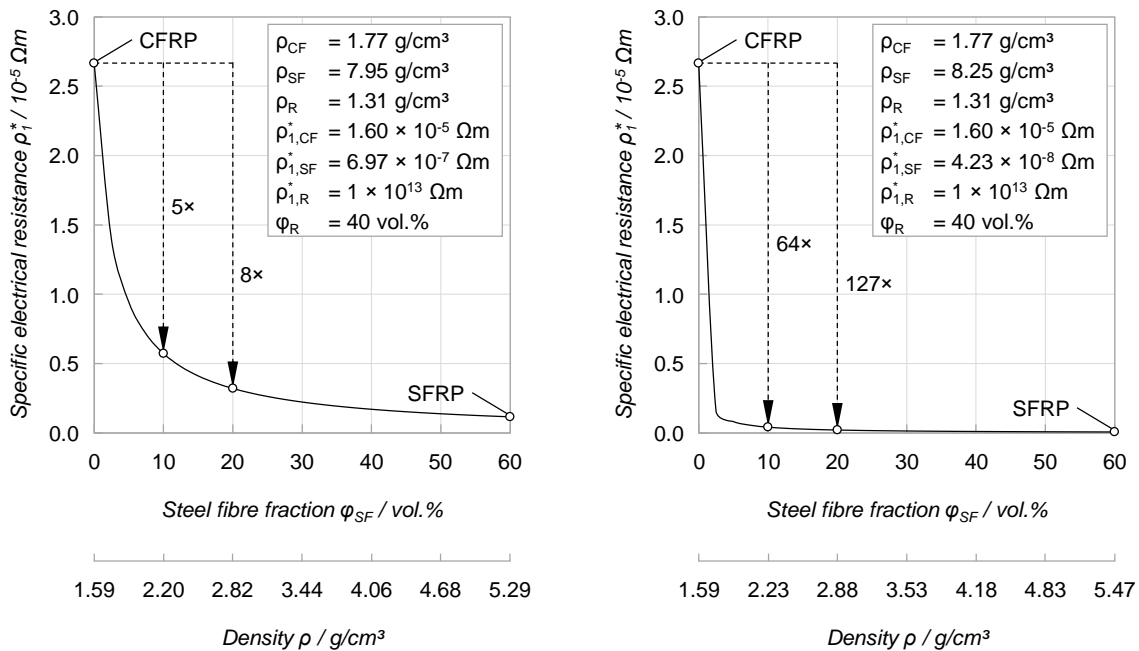 Specific electrical resistance ρ₁* / 10⁻⁵ Ωm
3.0
2.5
2.0
1.5
1.0
0.5
0.0
CFRP
5×
8×
SFRP
ρCF = 1.77 g/cm³
ρSF = 7.95 g/cm³
ρR = 1.31 g/cm³
ρ*1,CF = 1.60 × 10⁻⁵ Ωm
ρ*1,SF = 6.97 × 10⁻⁷ Ωm
ρ*1,R = 1 × 10¹³ Ωm
φR = 40 vol.%
0 10 20 30 40 50 60
Steel fibre fraction φSF / vol.%
1.59 2.20 2.82 3.44 4.06 4.68 5.29
Density ρ / g/cm³
Specific electrical resistance ρ₁* / 10⁻⁵ Ωm
3.0
2.5
2.0
1.5
1.0
0.5
0.0
CFRP
64×
127×
SFRP
ρCF = 1.77 g/cm³
ρSF = 8.25 g/cm³
ρR = 1.31 g/cm³
ρ*1,CF = 1.60 × 10⁻⁵ Ωm
ρ*1,SF = 4.23 × 10⁻⁸ Ωm
ρ*1,R = 1 × 10¹³ Ωm
φR = 40 vol.%
0 10 20 30 40 50 60
Steel fibre fraction φSF / vol.%
1.59 2.23 2.88 3.53 4.18 4.83 5.47
Density ρ / g/cm³